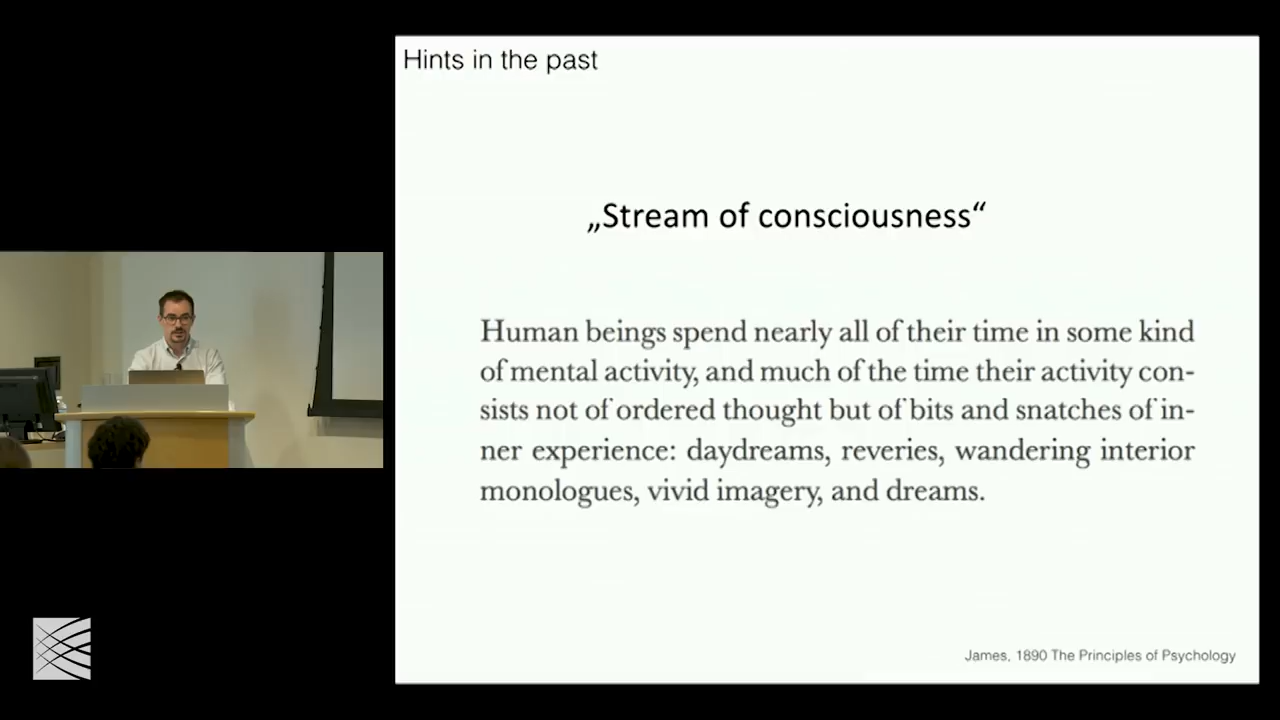 Hints in the past
„Stream of consciousness“
Human beings spend nearly all of their time in some kind
of mental activity, and much of the time their activity con-
sists not of ordered thought but of bits and snatches of in-
ner experience: daydreams, reveries, wandering interior
monologues, vivid imagery, and dreams.
James, 1890 The Principles of Psychology